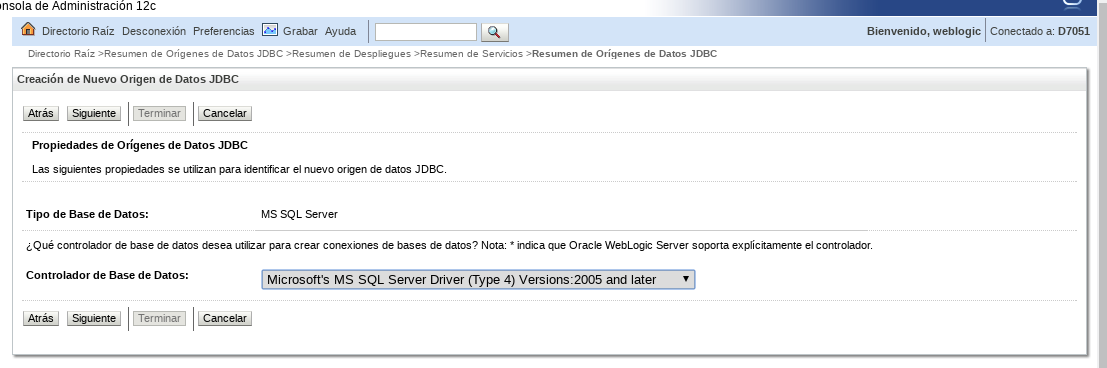 onsola de Administración 12c
Directorio Raíz Desconexión Preferencias Grabar Ayuda
Bienvenido, weblogic Conectado a: D7051
Directorio Raíz >Resumen de Orígenes de Datos JDBC >Resumen de Despliegues >Resumen de Servicios >Resumen de Orígenes de Datos JDBC
Creación de Nuevo Origen de Datos JDBC
Atrás Siguiente Terminar Cancelar
Propiedades de Orígenes de Datos JDBC
Las siguientes propiedades se utilizan para identificar el nuevo origen de datos JDBC.
Tipo de Base de Datos: MS SQL Server
¿Qué controlador de base de datos desea utilizar para crear conexiones de bases de datos? Nota: * indica que Oracle WebLogic Server soporta explícitamente el controlador.
Controlador de Base de Datos: Microsoft's MS SQL Server Driver (Type 4) Versions:2005 and later
Atrás Siguiente Terminar Cancelar